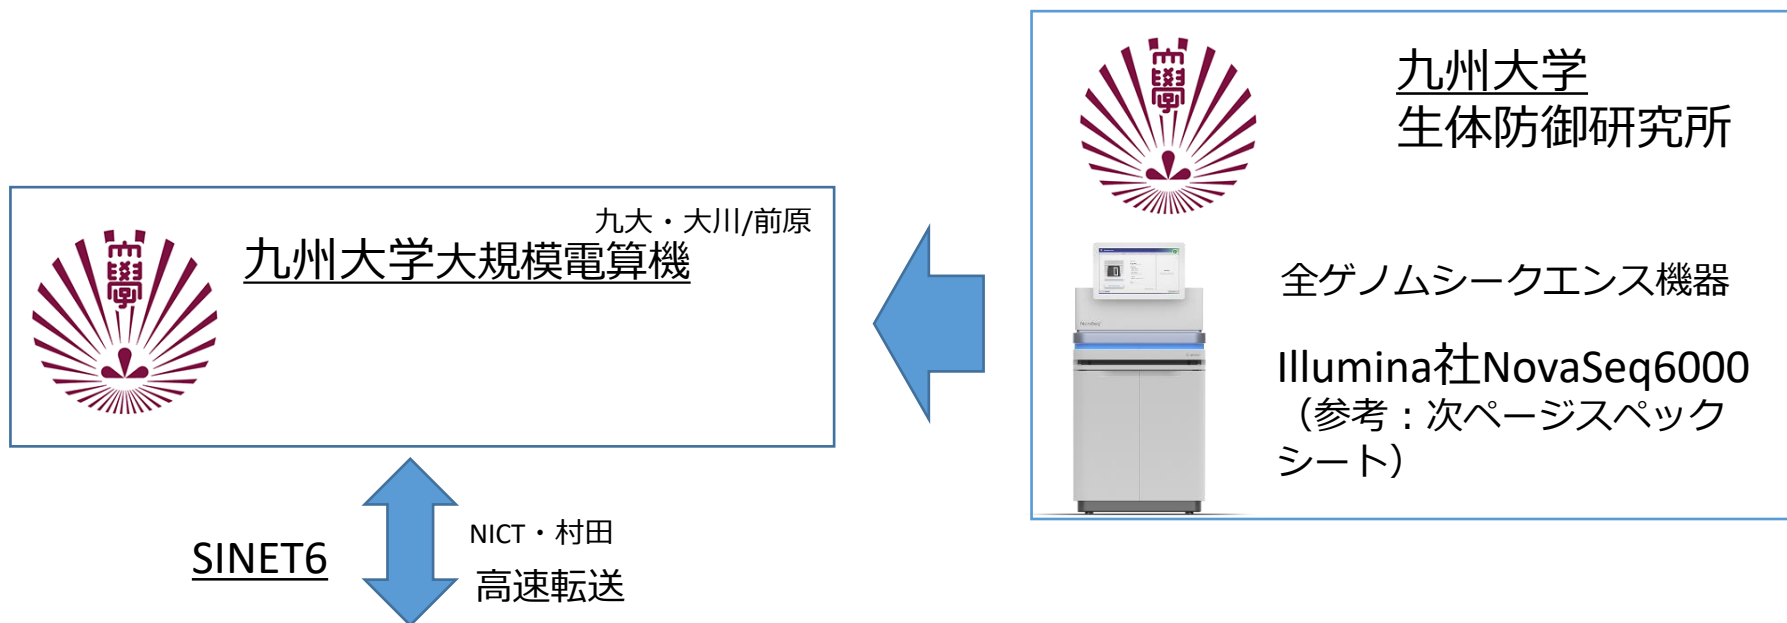 九州大学
生体防御研究所
九大・大川/前原
九州大学大規模電算機
全ゲノムシークエンス機器
Illumina社NovaSeq6000
（参考：次ページスペック
シート）
NICT・村田
SINET6
高速転送